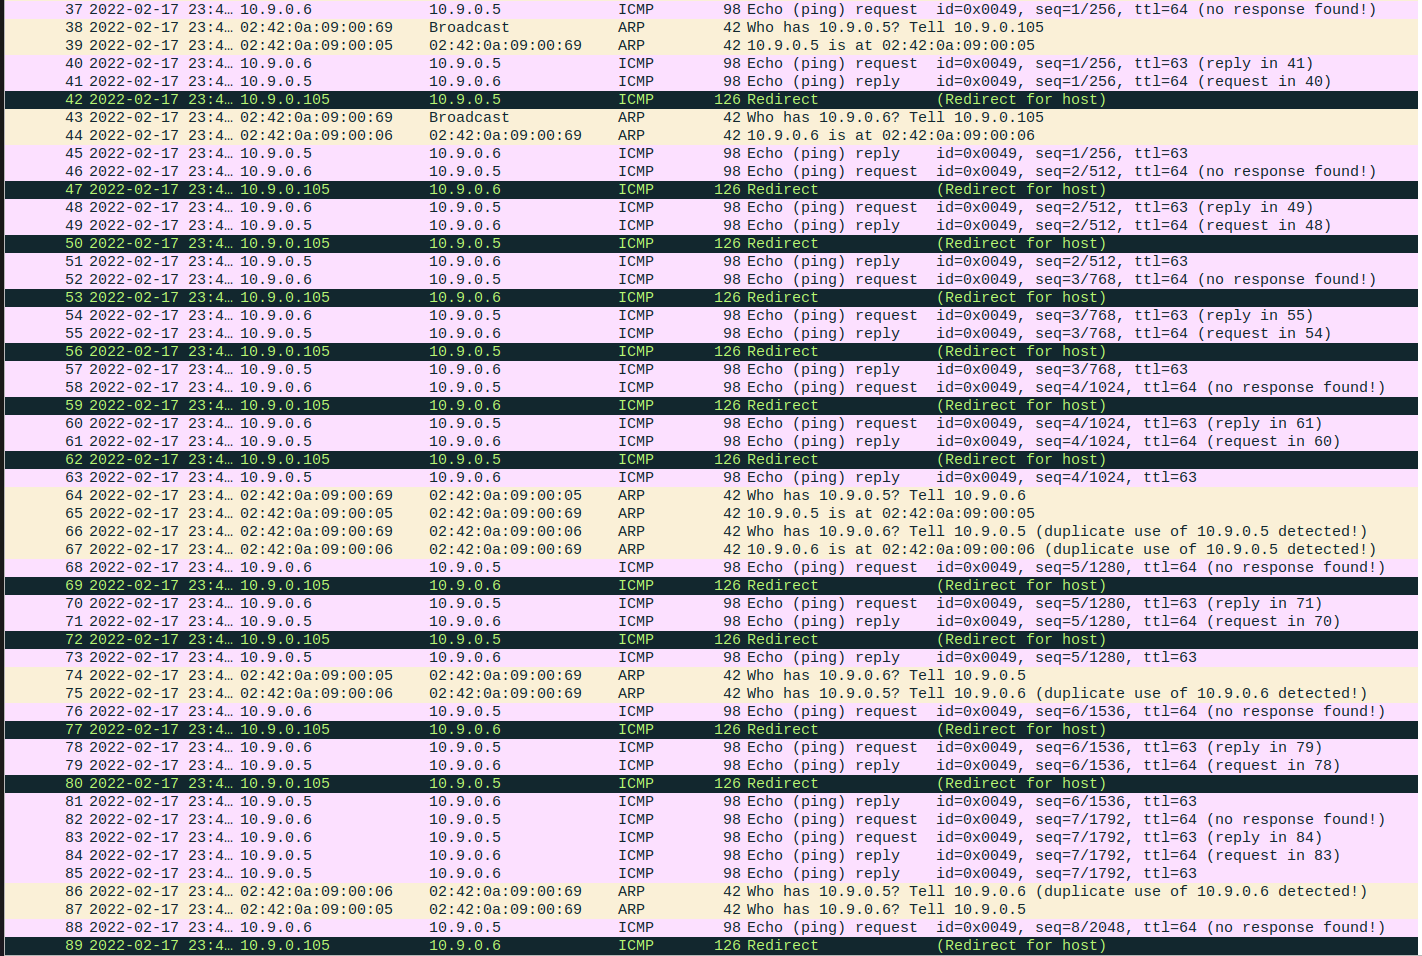 37 2022-02-17 23:4… 10.9.0.6 10.9.0.5 ICMP 98 Echo (ping) request id=0x0049, seq=1/256, ttl=64 (no response found!)
38 2022-02-17 23:4… 02:42:0a:09:00:69 Broadcast ARP 42 Who has 10.9.0.5? Tell 10.9.0.105
39 2022-02-17 23:4… 02:42:0a:09:00:05 02:42:0a:09:00:69 ARP 42 10.9.0.5 is at 02:42:0a:09:00:05
40 2022-02-17 23:4… 10.9.0.6 10.9.0.5 ICMP 98 Echo (ping) request id=0x0049, seq=1/256, ttl=63 (reply in 41)
41 2022-02-17 23:4… 10.9.0.5 10.9.0.6 ICMP 98 Echo (ping) reply id=0x0049, seq=1/256, ttl=64 (request in 40)
42 2022-02-17 23:4… 10.9.0.105 10.9.0.5 ICMP 126 Redirect (Redirect for host)
43 2022-02-17 23:4… 02:42:0a:09:00:69 Broadcast ARP 42 Who has 10.9.0.6? Tell 10.9.0.105
44 2022-02-17 23:4… 02:42:0a:09:00:06 02:42:0a:09:00:69 ARP 42 10.9.0.6 is at 02:42:0a:09:00:06
45 2022-02-17 23:4… 10.9.0.5 10.9.0.6 ICMP 98 Echo (ping) reply id=0x0049, seq=1/256, ttl=63
46 2022-02-17 23:4… 10.9.0.6 10.9.0.5 ICMP 98 Echo (ping) request id=0x0049, seq=2/512, ttl=64 (no response found!)
47 2022-02-17 23:4… 10.9.0.105 10.9.0.6 ICMP 126 Redirect (Redirect for host)
48 2022-02-17 23:4… 10.9.0.6 10.9.0.5 ICMP 98 Echo (ping) request id=0x0049, seq=2/512, ttl=63 (reply in 49)
49 2022-02-17 23:4… 10.9.0.5 10.9.0.6 ICMP 98 Echo (ping) reply id=0x0049, seq=2/512, ttl=64 (request in 48)
50 2022-02-17 23:4… 10.9.0.105 10.9.0.5 ICMP 126 Redirect (Redirect for host)
51 2022-02-17 23:4… 10.9.0.5 10.9.0.6 ICMP 98 Echo (ping) reply id=0x0049, seq=2/512, ttl=63
52 2022-02-17 23:4… 10.9.0.6 10.9.0.5 ICMP 98 Echo (ping) request id=0x0049, seq=3/768, ttl=64 (no response found!)
53 2022-02-17 23:4… 10.9.0.105 10.9.0.6 ICMP 126 Redirect (Redirect for host)
54 2022-02-17 23:4… 10.9.0.6 10.9.0.5 ICMP 98 Echo (ping) request id=0x0049, seq=3/768, ttl=63 (reply in 55)
55 2022-02-17 23:4… 10.9.0.5 10.9.0.6 ICMP 98 Echo (ping) reply id=0x0049, seq=3/768, ttl=64 (request in 54)
56 2022-02-17 23:4… 10.9.0.105 10.9.0.5 ICMP 126 Redirect (Redirect for host)
57 2022-02-17 23:4… 10.9.0.5 10.9.0.6 ICMP 98 Echo (ping) reply id=0x0049, seq=3/768, ttl=63
58 2022-02-17 23:4… 10.9.0.6 10.9.0.5 ICMP 98 Echo (ping) request id=0x0049, seq=4/1024, ttl=64 (no response found!)
59 2022-02-17 23:4… 10.9.0.105 10.9.0.6 ICMP 126 Redirect (Redirect for host)
60 2022-02-17 23:4… 10.9.0.6 10.9.0.5 ICMP 98 Echo (ping) request id=0x0049, seq=4/1024, ttl=63 (reply in 61)
61 2022-02-17 23:4… 10.9.0.5 10.9.0.6 ICMP 98 Echo (ping) reply id=0x0049, seq=4/1024, ttl=64 (request in 60)
62 2022-02-17 23:4… 10.9.0.105 10.9.0.5 ICMP 126 Redirect (Redirect for host)
63 2022-02-17 23:4… 10.9.0.5 10.9.0.6 ICMP 98 Echo (ping) reply id=0x0049, seq=4/1024, ttl=63
64 2022-02-17 23:4… 02:42:0a:09:00:69 02:42:0a:09:00:05 ARP 42 Who has 10.9.0.5? Tell 10.9.0.6
65 2022-02-17 23:4… 02:42:0a:09:00:05 02:42:0a:09:00:69 ARP 42 10.9.0.5 is at 02:42:0a:09:00:05
66 2022-02-17 23:4… 02:42:0a:09:00:69 02:42:0a:09:00:06 ARP 42 Who has 10.9.0.6? Tell 10.9.0.5 (duplicate use of 10.9.0.5 detected!)
67 2022-02-17 23:4… 02:42:0a:09:00:06 02:42:0a:09:00:69 ARP 42 10.9.0.6 is at 02:42:0a:09:00:06 (duplicate use of 10.9.0.5 detected!)
68 2022-02-17 23:4… 10.9.0.6 10.9.0.5 ICMP 98 Echo (ping) request id=0x0049, seq=5/1280, ttl=64 (no response found!)
69 2022-02-17 23:4… 10.9.0.105 10.9.0.6 ICMP 126 Redirect (Redirect for host)
70 2022-02-17 23:4… 10.9.0.6 10.9.0.5 ICMP 98 Echo (ping) request id=0x0049, seq=5/1280, ttl=63 (reply in 71)
71 2022-02-17 23:4… 10.9.0.5 10.9.0.6 ICMP 98 Echo (ping) reply id=0x0049, seq=5/1280, ttl=64 (request in 70)
72 2022-02-17 23:4… 10.9.0.105 10.9.0.5 ICMP 126 Redirect (Redirect for host)
73 2022-02-17 23:4… 10.9.0.5 10.9.0.6 ICMP 98 Echo (ping) reply id=0x0049, seq=5/1280, ttl=63
74 2022-02-17 23:4… 02:42:0a:09:00:05 02:42:0a:09:00:69 ARP 42 Who has 10.9.0.6? Tell 10.9.0.5
75 2022-02-17 23:4… 02:42:0a:09:00:06 02:42:0a:09:00:69 ARP 42 Who has 10.9.0.5? Tell 10.9.0.6 (duplicate use of 10.9.0.6 detected!)
76 2022-02-17 23:4… 10.9.0.6 10.9.0.5 ICMP 98 Echo (ping) request id=0x0049, seq=6/1536, ttl=64 (no response found!)
77 2022-02-17 23:4… 10.9.0.105 10.9.0.6 ICMP 126 Redirect (Redirect for host)
78 2022-02-17 23:4… 10.9.0.6 10.9.0.5 ICMP 98 Echo (ping) request id=0x0049, seq=6/1536, ttl=63 (reply in 79)
79 2022-02-17 23:4… 10.9.0.5 10.9.0.6 ICMP 98 Echo (ping) reply id=0x0049, seq=6/1536, ttl=64 (request in 78)
80 2022-02-17 23:4… 10.9.0.105 10.9.0.5 ICMP 126 Redirect (Redirect for host)
81 2022-02-17 23:4… 10.9.0.5 10.9.0.6 ICMP 98 Echo (ping) reply id=0x0049, seq=6/1536, ttl=63
82 2022-02-17 23:4… 10.9.0.6 10.9.0.5 ICMP 98 Echo (ping) request id=0x0049, seq=7/1792, ttl=64 (no response found!)
83 2022-02-17 23:4… 10.9.0.6 10.9.0.5 ICMP 98 Echo (ping) request id=0x0049, seq=7/1792, ttl=63 (reply in 84)
84 2022-02-17 23:4… 10.9.0.5 10.9.0.6 ICMP 98 Echo (ping) reply id=0x0049, seq=7/1792, ttl=64 (request in 83)
85 2022-02-17 23:4… 10.9.0.5 10.9.0.6 ICMP 98 Echo (ping) reply id=0x0049, seq=7/1792, ttl=63
86 2022-02-17 23:4… 02:42:0a:09:00:06 02:42:0a:09:00:69 ARP 42 Who has 10.9.0.5? Tell 10.9.0.6 (duplicate use of 10.9.0.6 detected!)
87 2022-02-17 23:4… 02:42:0a:09:00:05 02:42:0a:09:00:69 ARP 42 Who has 10.9.0.6? Tell 10.9.0.5
88 2022-02-17 23:4… 10.9.0.6 10.9.0.5 ICMP 98 Echo (ping) request id=0x0049, seq=8/2048, ttl=64 (no response found!)
89 2022-02-17 23:4… 10.9.0.105 10.9.0.6 ICMP 126 Redirect (Redirect for host)